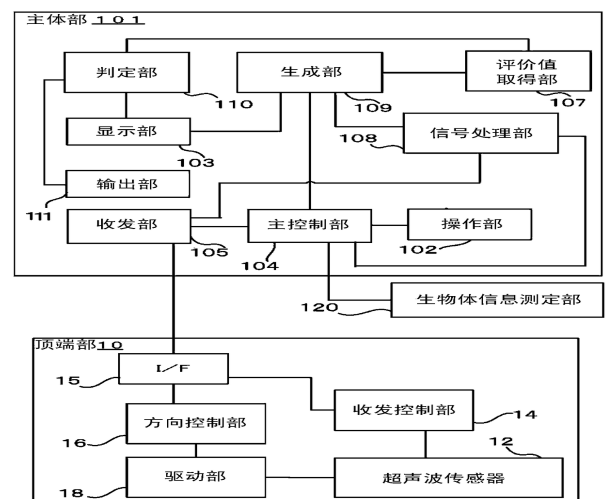 主体部 101
判定部
110
生成部
109
评价值
取得部
107
显示部
103
108
信号处理部
输出部
111
收发部
105
主控制部
104
操作部
102
120
生物体信息测定部
顶端部10
I/F
15
收发控制部
14
方向控制部
16
12
驱动部
18
超声波传感器